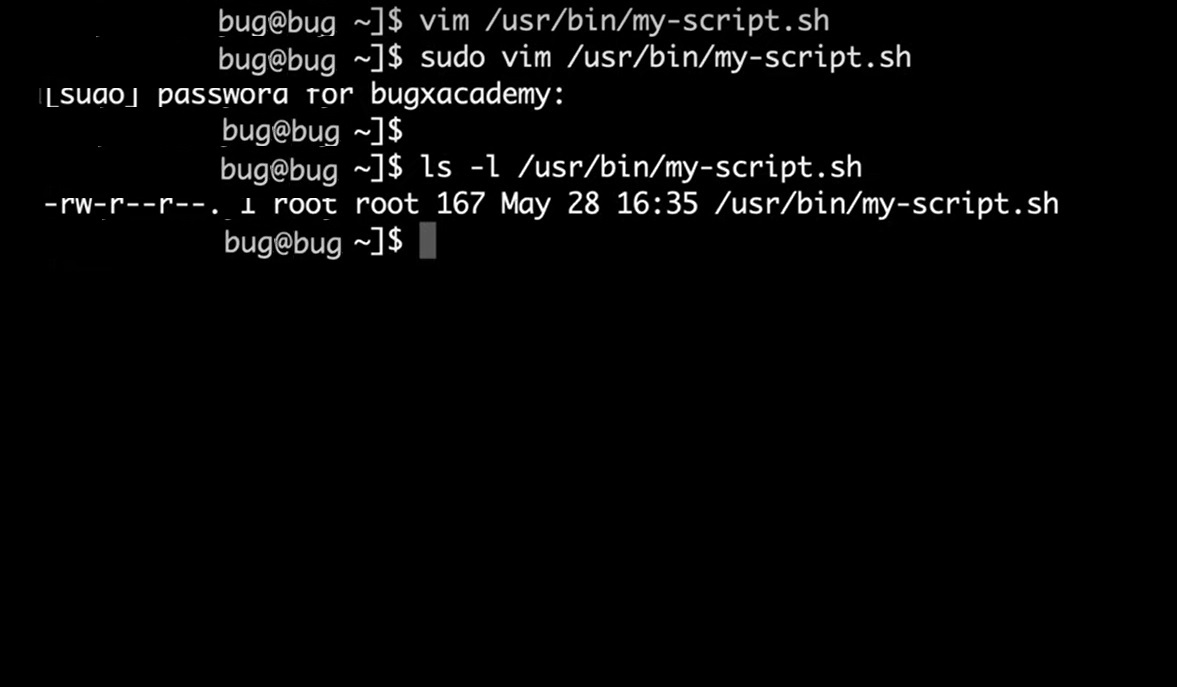 bug@bug ~]$ vim /usr/bin/my-script.sh
bug@bug ~]$ sudo vim /usr/bin/my-script.sh
[sudo] password for bugxacademy:
bug@bug ~]$
bug@bug ~]$ ls -l /usr/bin/my-script.sh
-rw-r--r--. 1 root root 167 May 28 16:35 /usr/bin/my-script.sh
bug@bug ~]$